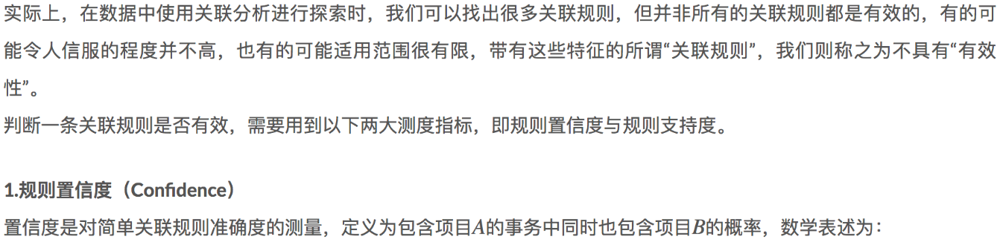 实际上，在数据中使用关联分析进行探索时，我们可以找出很多关联规则，但并非所有的关联规则都是有效的，有的可
能令人信服的程度并不高，也有的可能适用范围很有限，带有这些特征的所谓“关联规则”，我们则称之为不具有“有效
性”。
判断一条关联规则是否有效，需要用到以下两大测度指标，即规则置信度与规则支持度。
1.规则置信度（Confidence）
置信度是对简单关联规则准确度的测量，定义为包含项目A的事务中同时也包含项目B的概率，数学表述为：